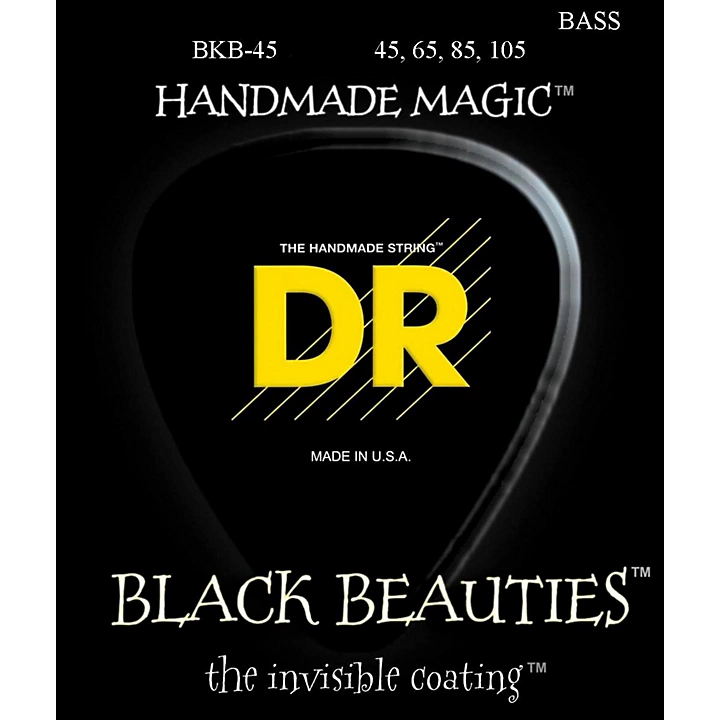 BASS
BKB-45 45, 65, 85, 105
HANDMADE MAGIC™
THE HANDMADE STRING™
DR
MADE IN U.S.A.
BLACK BEAUTIES™
the invisible coating™